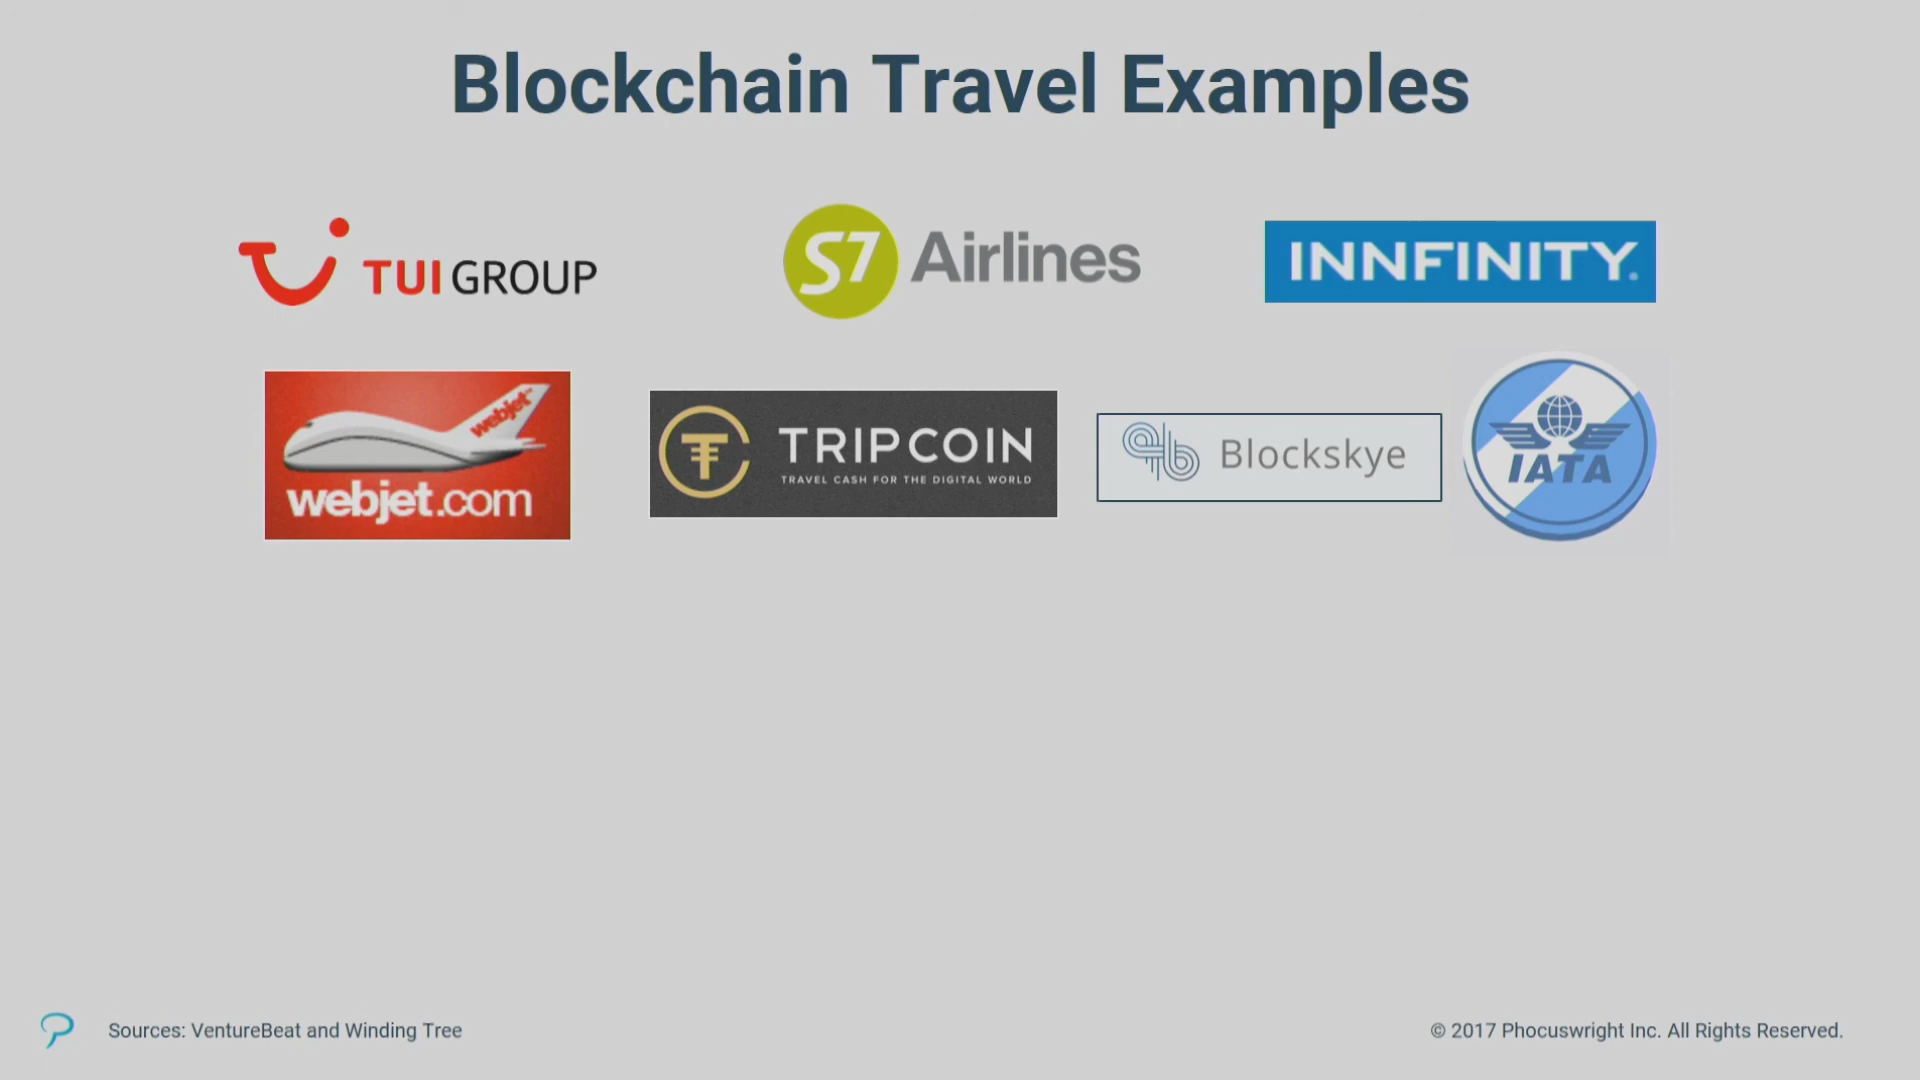 Blockchain Travel Examples
TUI GROUP
S7 Airlines
INNFINITY.
webjet
webjet.com
TRIPCOIN
TRAVEL CASH FOR THE DIGITAL WORLD
Blockskye
IATA
Sources: VentureBeat and Winding Tree
© 2017 Phocuswright Inc. All Rights Reserved.